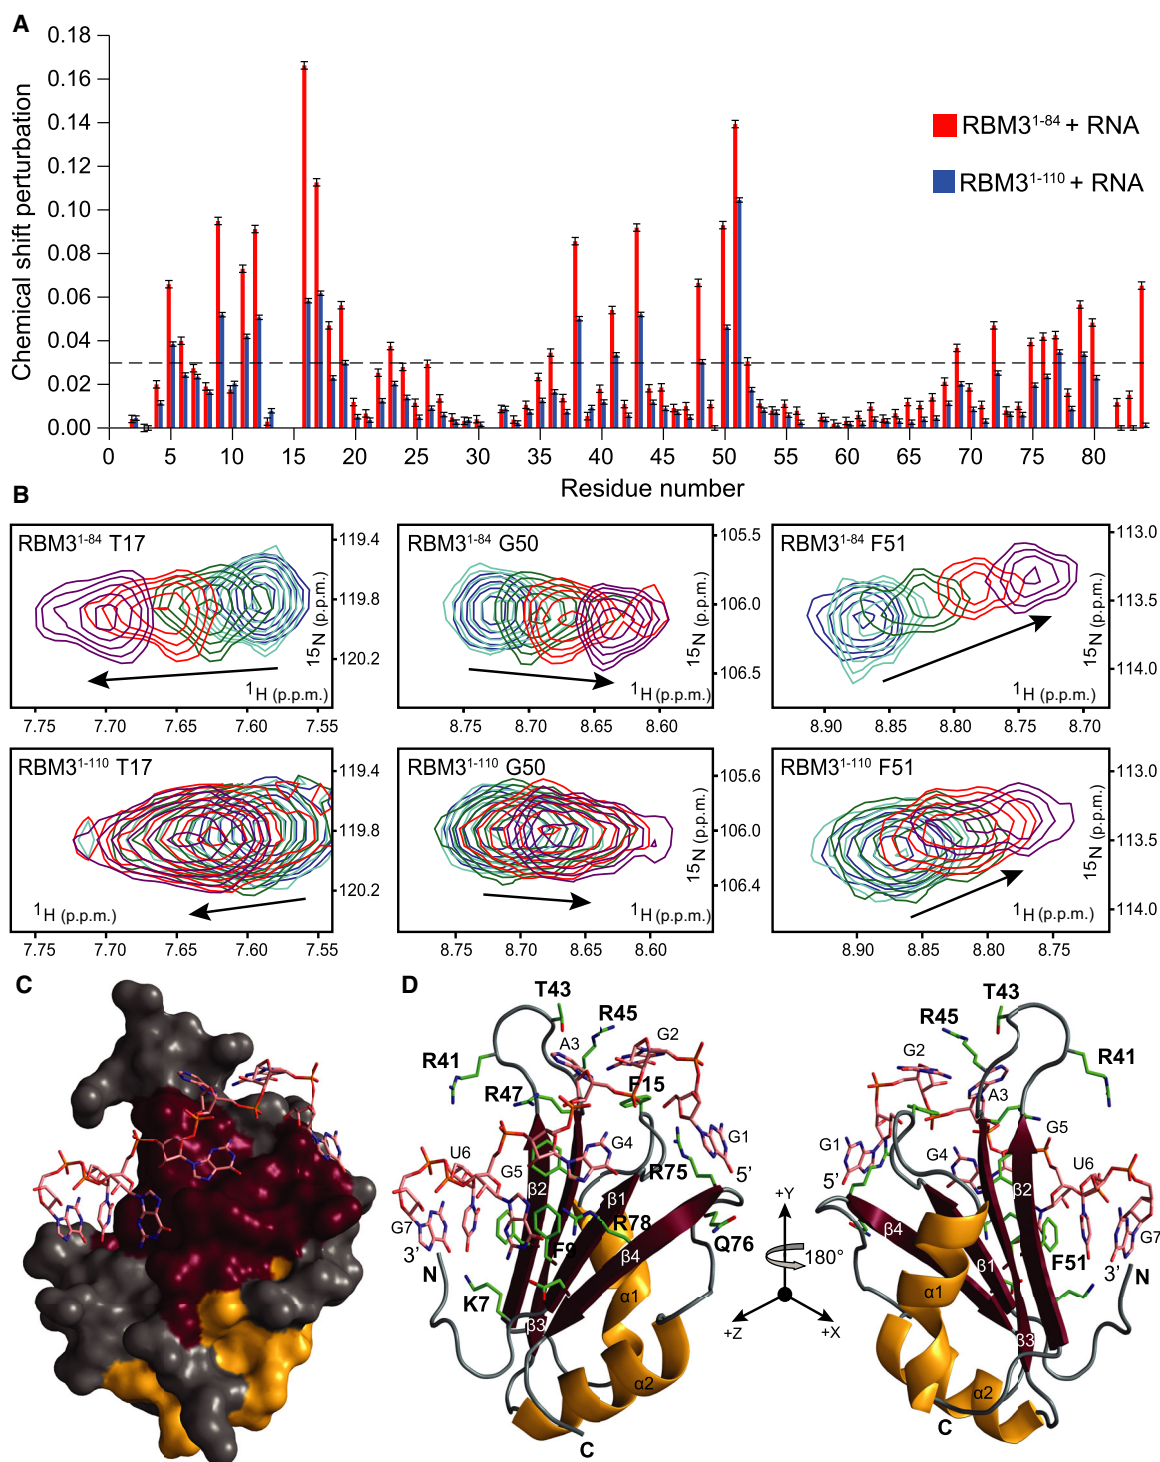 A
Chemical shift perturbation
0.18
0.16
0.14
0.12
0.10
0.08
0.06
0.04
0.02
0.00
0 5 10 15 20 25 30 35 40 45 50 55 60 65 70 75 80
Residue number
RBM3¹⁻⁸⁴ + RNA
RBM3¹⁻¹¹⁰ + RNA
B
RBM3¹⁻⁸⁴ T17
119.4
119.8
120.2
¹⁵N (p.p.m.)
¹H (p.p.m.)
7.75 7.70 7.65 7.60 7.55
RBM3¹⁻⁸⁴ G50
105.5
106.0
106.5
¹⁵N (p.p.m.)
¹H (p.p.m.)
8.75 8.70 8.65 8.60
RBM3¹⁻⁸⁴ F51
113.0
113.5
114.0
¹⁵N (p.p.m.)
¹H (p.p.m.)
8.90 8.85 8.80 8.75 8.70
RBM3¹⁻¹¹⁰ T17
119.4
119.8
120.2
¹H (p.p.m.)
7.75 7.70 7.65 7.60 7.55
RBM3¹⁻¹¹⁰ G50
105.6
106.0
106.4
¹⁵N (p.p.m.)
¹H (p.p.m.)
8.75 8.70 8.65 8.60
RBM3¹⁻¹¹⁰ F51
113.0
113.5
114.0
¹⁵N (p.p.m.)
¹H (p.p.m.)
8.90 8.85 8.80 8.75
C
D
T43
R45
A3
G2
R41
R47
F15
G1
5’
U6
G5
G4
R75
β2
β1
G7
3’
N
R78
F9
β4
Q76
K7
α1
β3
α2
C
+Y
180°
+Z
+X
T43
R45
G2
R41
A3
G5
G1
G4
U6
5’
β2
β4
G7
F51
3’
N
β1
α1
β3
α2
C